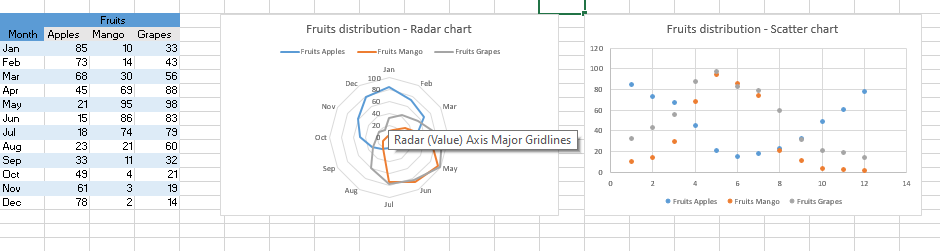 Fruits
Month Apples Mango Grapes
Jan 85 10 33
Feb 73 14 43
Mar 68 30 56
Apr 45 69 88
May 21 95 98
Jun 15 86 83
Jul 18 74 79
Aug 23 21 60
Sep 33 11 32
Oct 49 4 21
Nov 61 3 19
Dec 78 2 14
Fruits distribution - Radar chart
Fruits Apples Fruits Mango Fruits Grapes
Jan
Feb
Mar
May
Jun
Jul
Aug
Sep
Oct
Nov
Dec
100
80
60
40
20
0
Radar (Value) Axis Major Gridlines
Fruits distribution - Scatter chart
120
100
80
60
40
20
0
0 2 4 6 8 10 12 14
Fruits Apples Fruits Mango Fruits Grapes